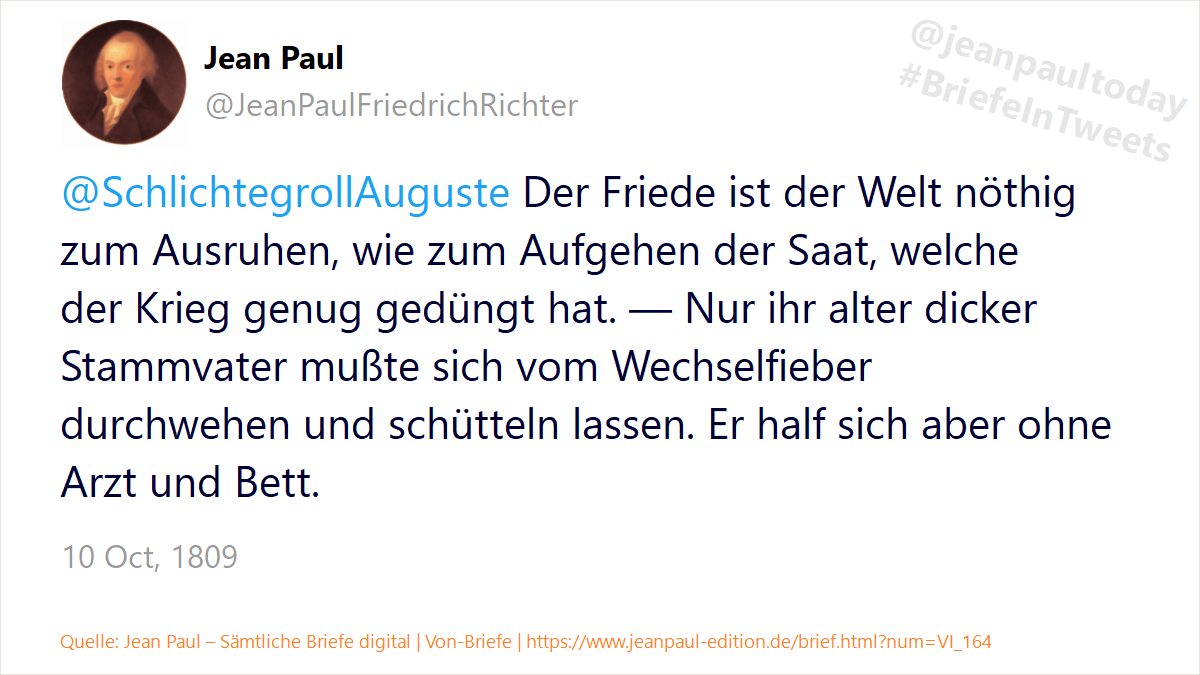 Jean Paul
@JeanPaulFriedrichRichter
@jeanpaultoday
#BriefeInTweets
@SchlichtegrollAuguste Der Friede ist der Welt nöthig
zum Ausruhen, wie zum Aufgehen der Saat, welche
der Krieg genug gedüngt hat. — Nur ihr alter dicker
Stammvater mußte sich vom Wechselfieber
durchwehen und schütteln lassen. Er half sich aber ohne
Arzt und Bett.
10 Oct, 1809
Quelle: Jean Paul – Sämtliche Briefe digital | Von-Briefe | https://www.jeanpaul-edition.de/brief.html?num=VI_164